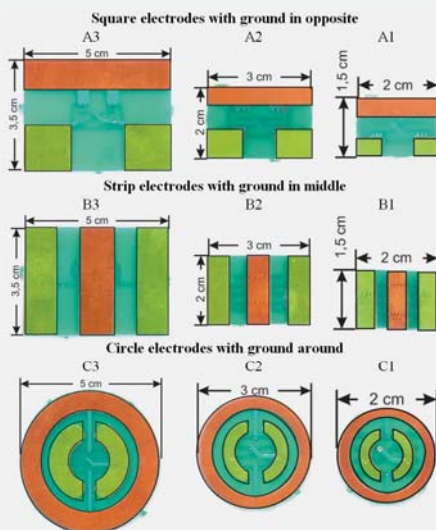 Square electrodes with ground in opposite
A3 A2 A1
5 cm 3 cm 2 cm
3,5 cm 2 cm 1,5 cm
Strip electrodes with ground in middle
B3 B2 B1
5 cm 3 cm 2 cm
3,5 cm 2 cm 1,5 cm
Circle electrodes with ground around
C3 C2 C1
5 cm 3 cm 2 cm